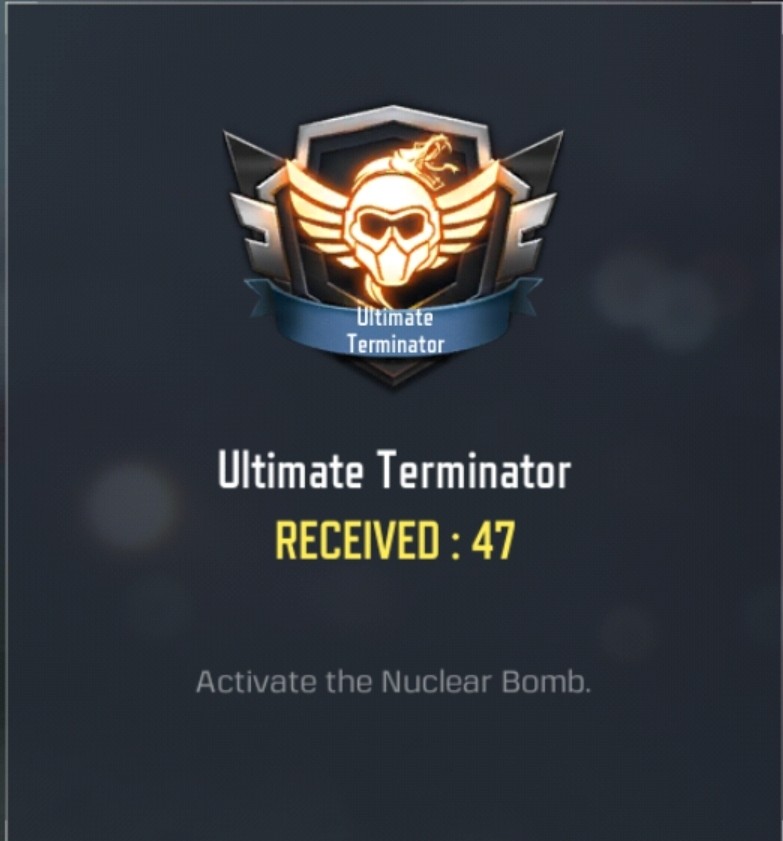 Ultimate
Terminator
Ultimate Terminator
RECEIVED : 47
Activate the Nuclear Bomb.